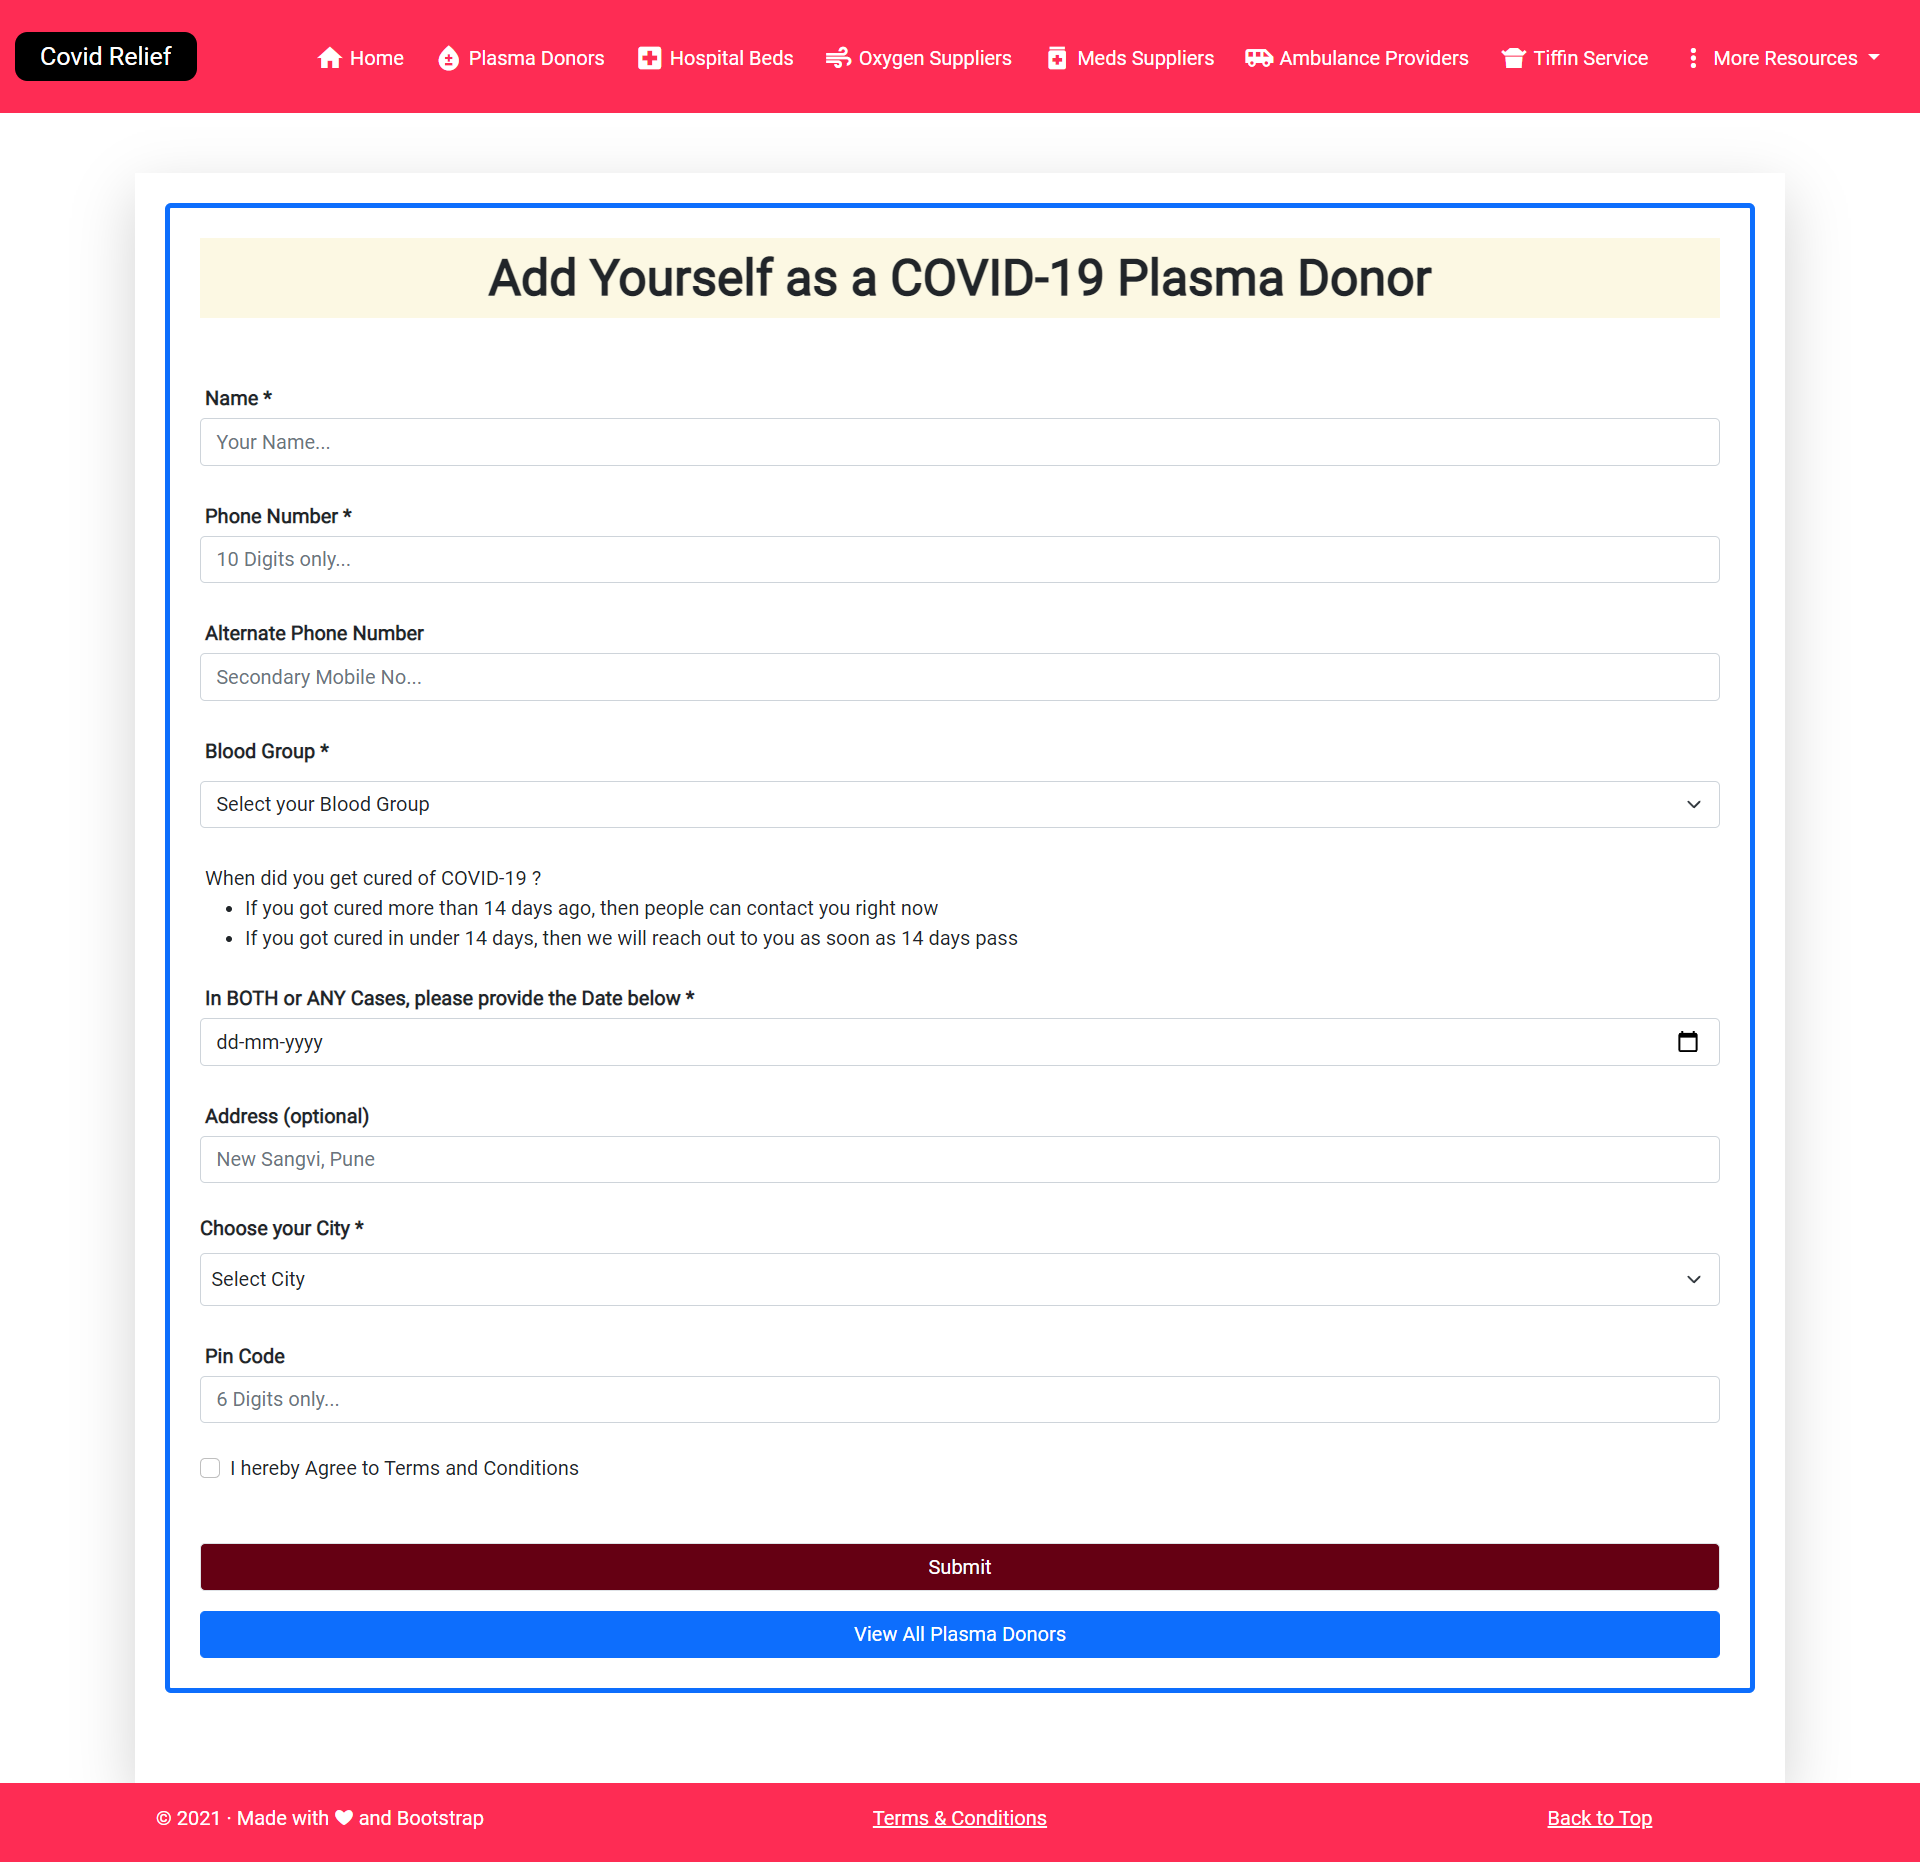 Covid Relief
Home
Plasma Donors
Hospital Beds
Oxygen Suppliers
Meds Suppliers
Ambulance Providers
Tiffin Service
More Resources
Add Yourself as a COVID-19 Plasma Donor
Name *
Your Name...
Phone Number *
10 Digits only...
Alternate Phone Number
Secondary Mobile No...
Blood Group *
Select your Blood Group
When did you get cured of COVID-19 ?
• If you got cured more than 14 days ago, then people can contact you right now
• If you got cured in under 14 days, then we will reach out to you as soon as 14 days pass
In BOTH or ANY Cases, please provide the Date below *
dd-mm-yyyy
Address (optional)
New Sangvi, Pune
Choose your City *
Select City
Pin Code
6 Digits only...
I hereby Agree to Terms and Conditions
Submit
View All Plasma Donors
© 2021 · Made with ♥ and Bootstrap
Terms & Conditions
Back to Top